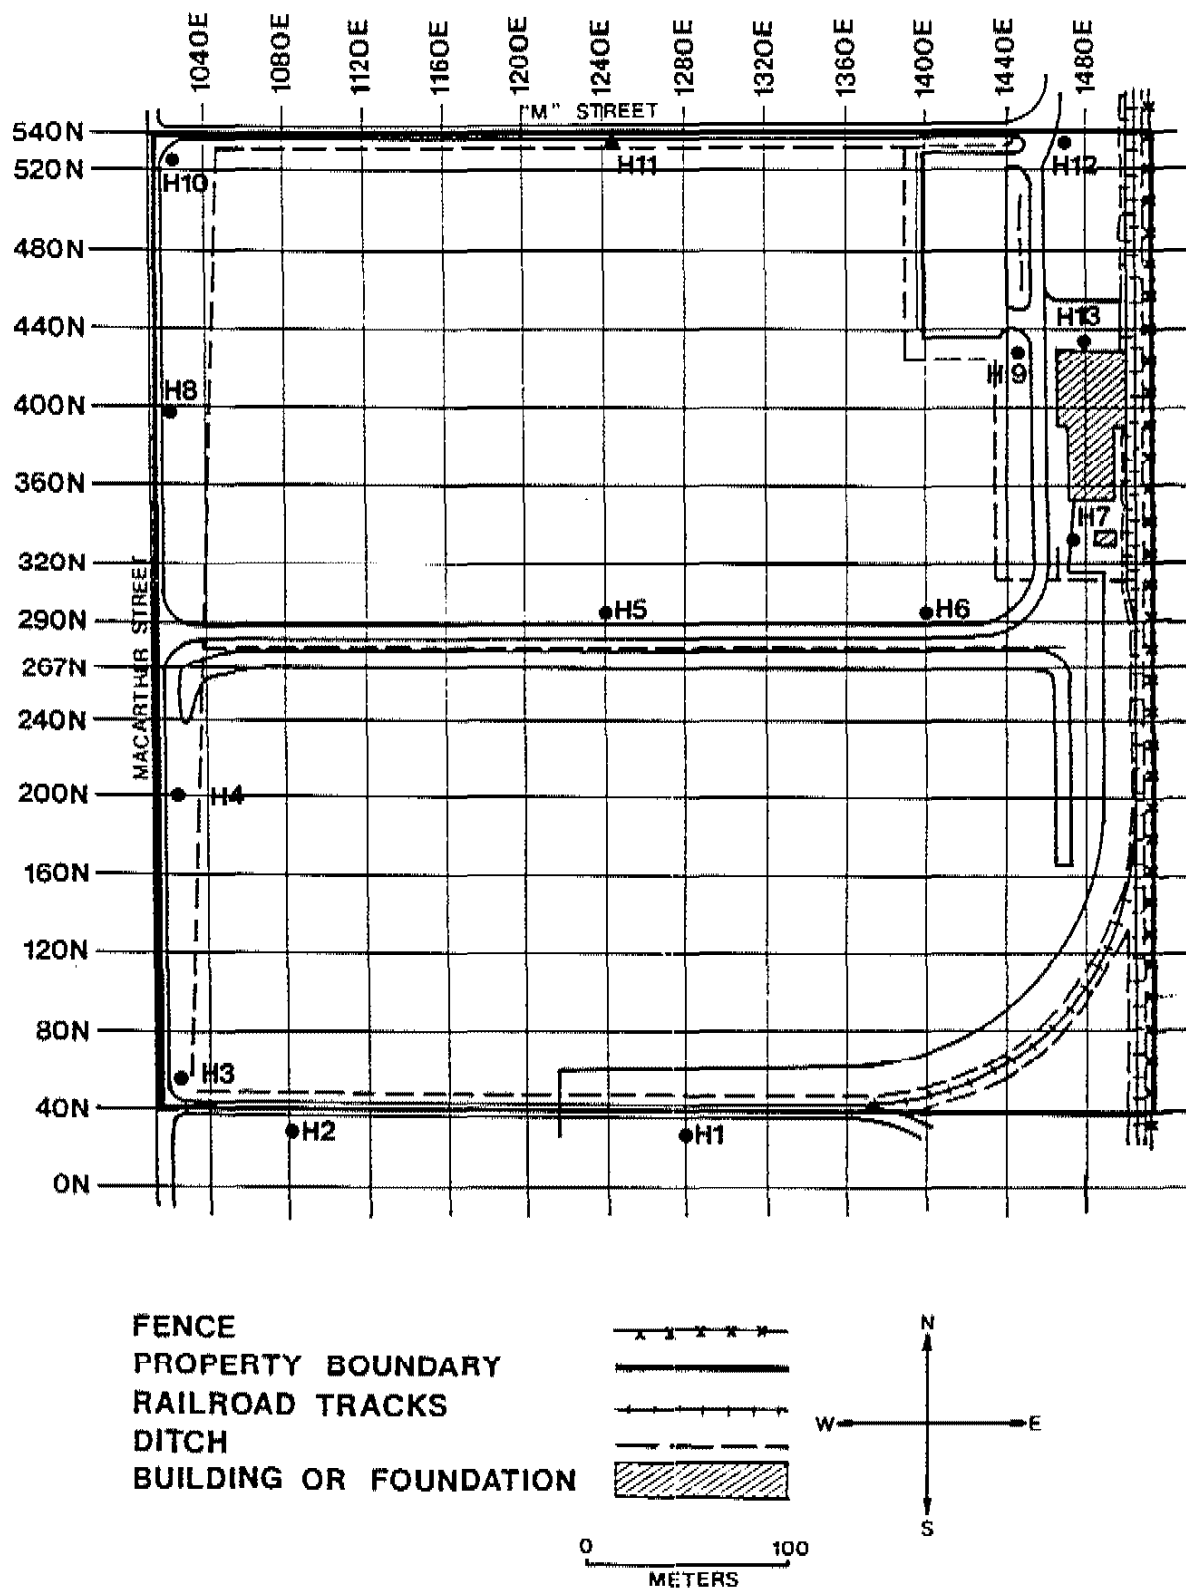 1040E 1080E 1120E 1160E 1200E 1240E 1280E 1320E 1360E 1400E 1440E 1480E
"M" STREET
540N
H11
H12
H10
520N
480N
H13
440N
H9
H8
400N
360N
H7
320N
MACARTHER STREET
H5
H6
290N
267N
240N
200N
H4
160N
120N
80N
H3
40N
H2
H1
0N
FENCE
PROPERTY BOUNDARY
RAILROAD TRACKS
DITCH
BUILDING OR FOUNDATION
N
W
E
S
0 100
METERS